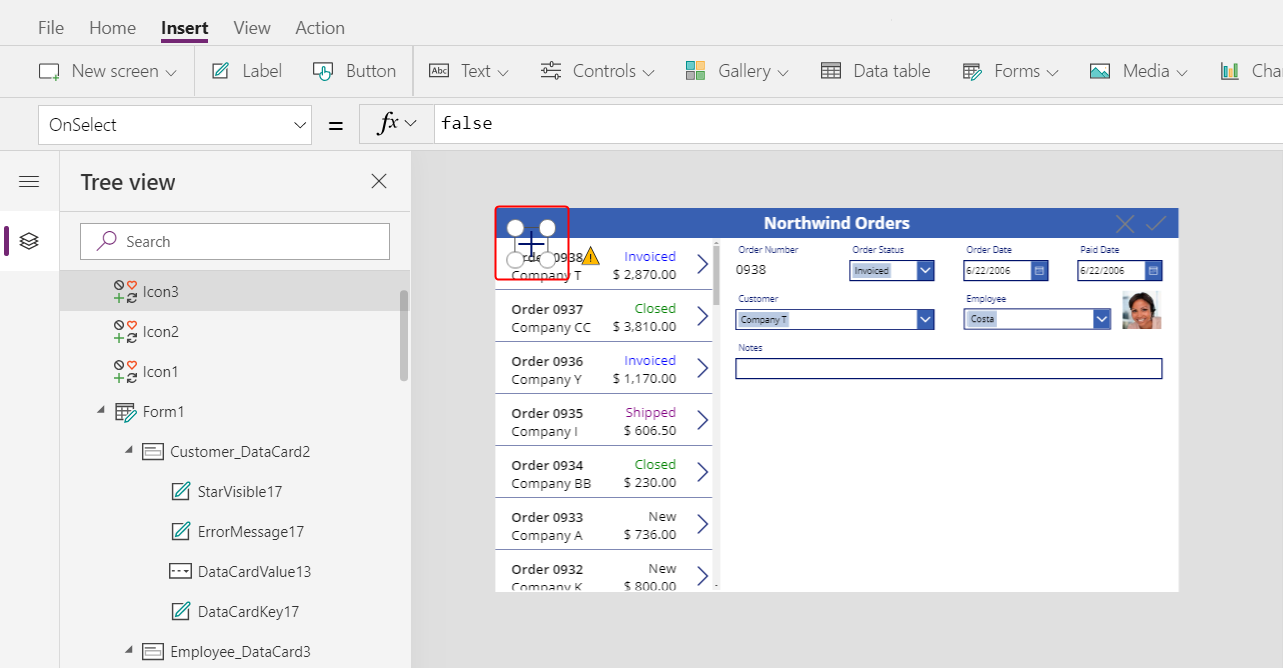 File Home Insert View Action
New screen Label Button Abc Text Controls Gallery Data table Forms Media Cha
OnSelect = fx false
Tree view
Search
Icon3
Icon2
Icon1
Form1
Customer_DataCard2
StarVisible17
ErrorMessage17
DataCardValue13
DataCardKey17
Employee_DataCard3
Northwind Orders
Order 0938 Invoiced
Company T $ 2,870.00
Order 0937 Closed
Company CC $ 3,810.00
Order 0936 Invoiced
Company Y $ 1,170.00
Order 0935 Shipped
Company I $ 606.50
Order 0934 Closed
Company BB $ 230.00
Order 0933 New
Company A $ 736.00
Order 0932 New
Company K $ 800.00
Order Number Order Status Order Date Paid Date
0938 Invoiced 6/22/2006 6/22/2006
Customer Employee
Company T Costa
Notes